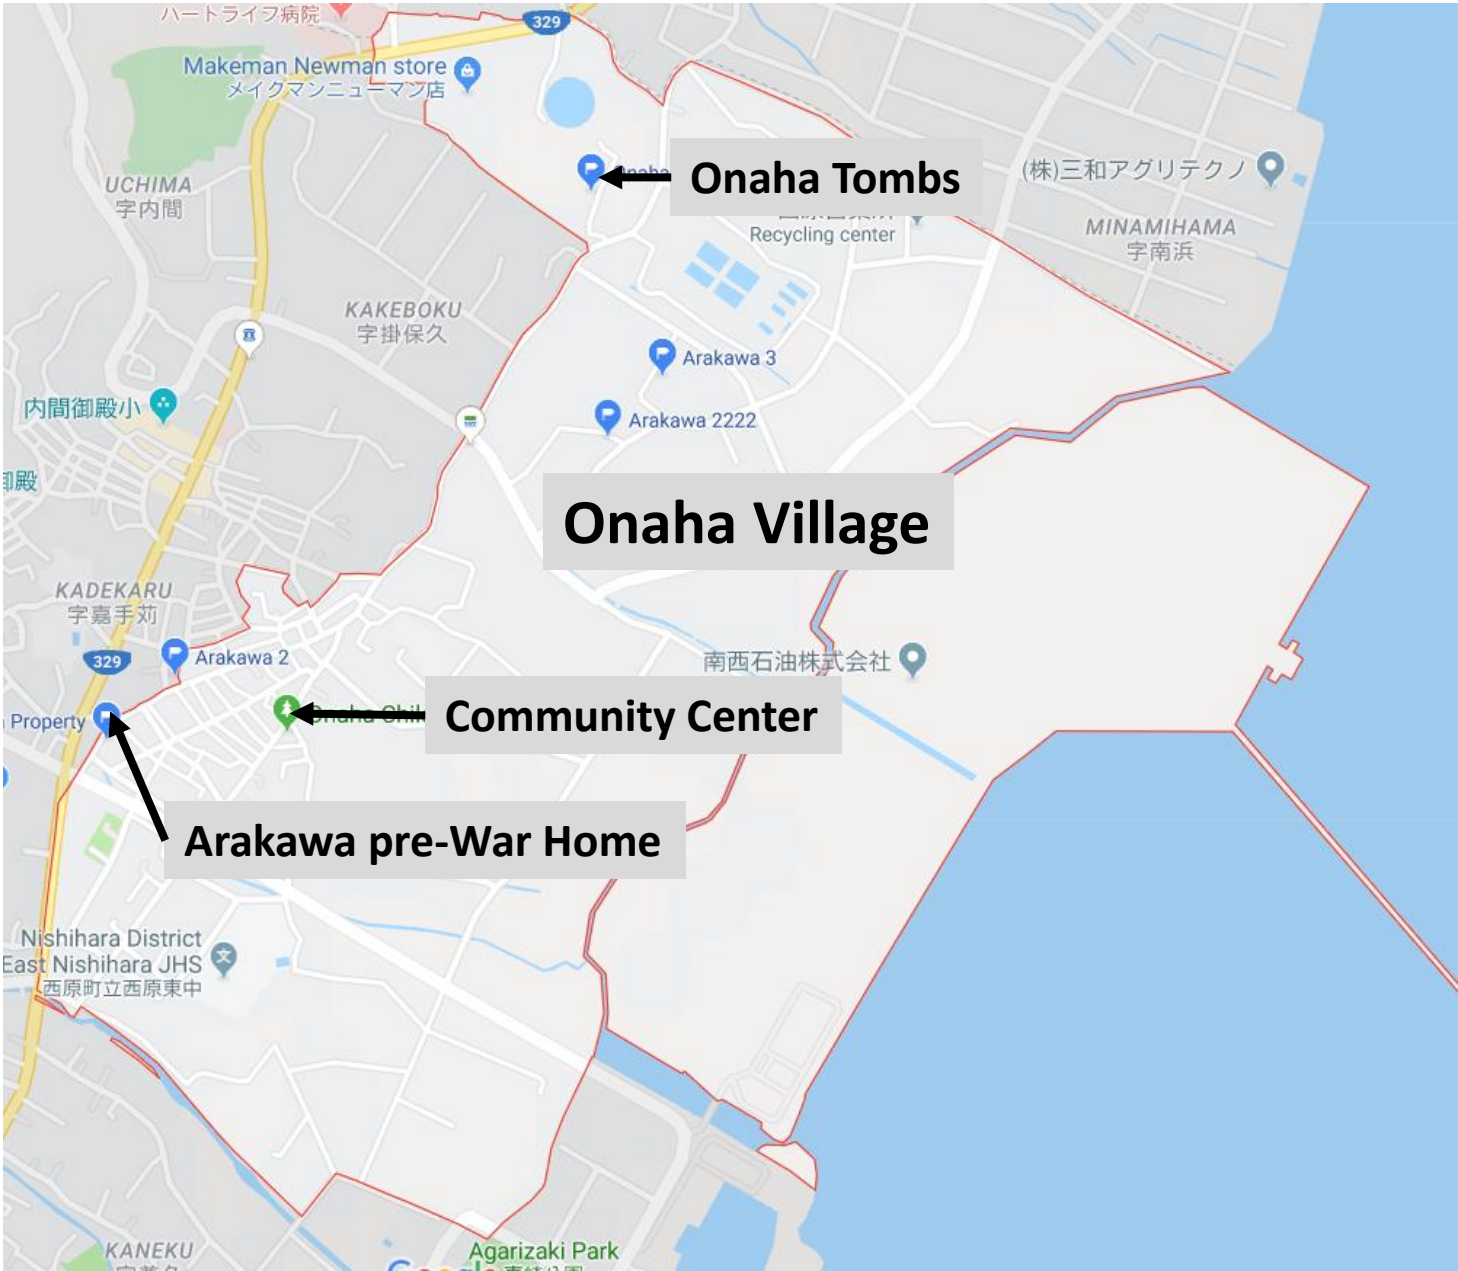 ハートライフ病院
329
Makeman Newman store
メイクマンニューマン店
Onaha Tombs
(株)三和アグリテクノ
UCHIMA
字内間
Recycling center
MINAMIHAMA
字南浜
KAKEBOKU
字掛保久
Arakawa 3
内間御殿小
Arakawa 2222
御殿
Onaha Village
KADEKARU
字嘉手苅
329
Arakawa 2
南西石油株式会社
Property
Onaha Chil
Community Center
Arakawa pre-War Home
Nishihara District
East Nishihara JHS
西原町立西原東中
KANEKU
Agarizaki Park